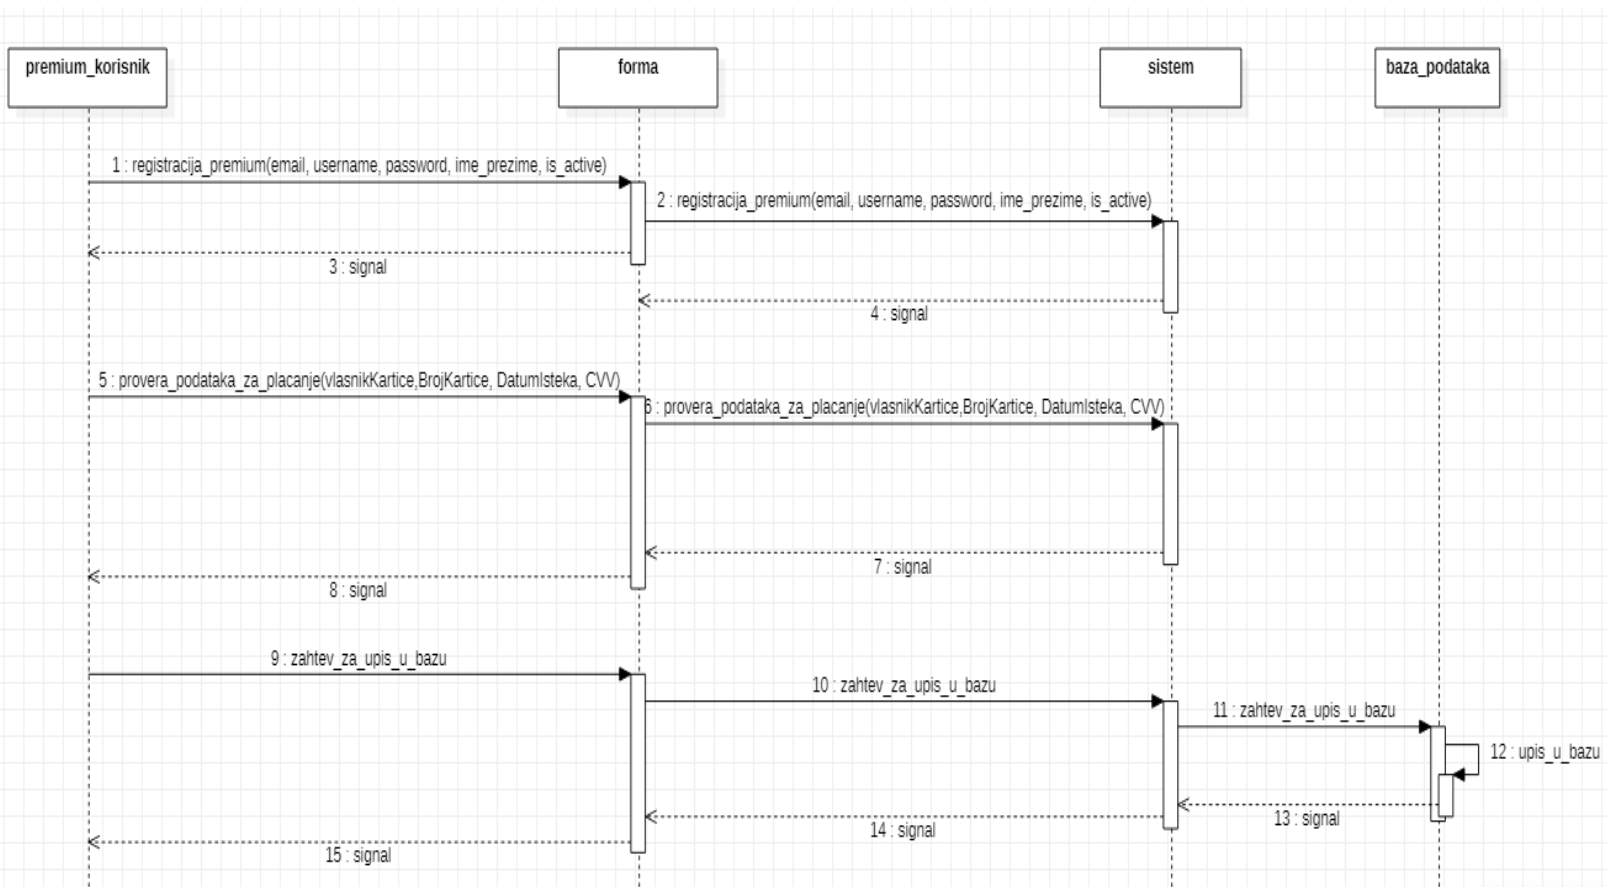 premium_korisnik
forma
sistem
baza_podataka
1 : registracija_premium(email, username, password, ime_prezime, is_active)
2 : registracija_premium(email, username, password, ime_prezime, is_active)
3 : signal
4 : signal
5 : provera_podataka_za_placanje(vlasnikKartice,BrojKartice, DatumIsteka, CVV)
6 : provera_podataka_za_placanje(vlasnikKartice,BrojKartice, DatumIsteka, CVV)
7 : signal
8 : signal
9 : zahtev_za_upis_u_bazu
10 : zahtev_za_upis_u_bazu
11 : zahtev_za_upis_u_bazu
12 : upis_u_bazu
13 : signal
14 : signal
15 : signal